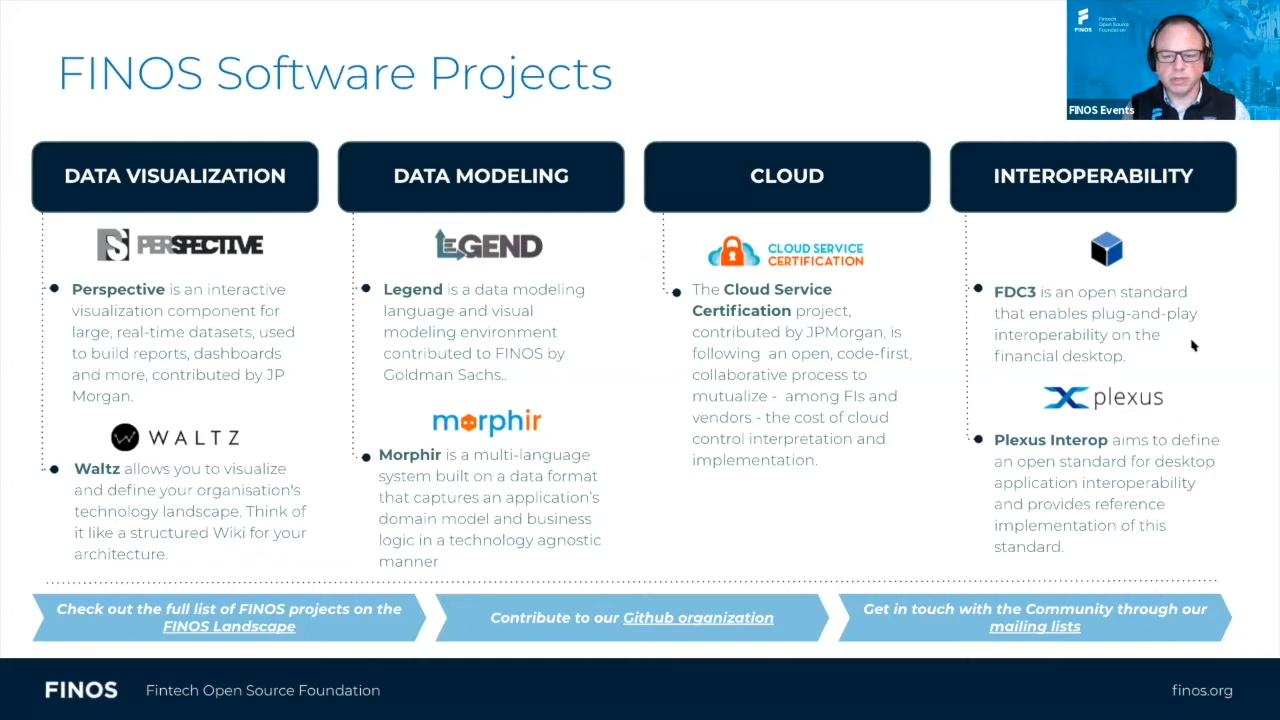 FINOS Software Projects
FINOS
Fintech
Open Source
Foundation
FINOS Events
DATA VISUALIZATION
PERSPECTIVE
Perspective is an interactive
visualization component for
large, real-time datasets, used
to build reports, dashboards
and more, contributed by JP
Morgan.
WALTZ
Waltz allows you to visualize
and define your organisation's
technology landscape. Think of
it like a structured Wiki for your
architecture.
DATA MODELING
LEGEND
Legend is a data modeling
language and visual
modeling environment
contributed to FINOS by
Goldman Sachs..
morphir
Morphir is a multi-language
system built on a data format
that captures an application's
domain model and business
logic in a technology agnostic
manner
CLOUD
CLOUD SERVICE
CERTIFICATION
The Cloud Service
Certification project,
contributed by JPMorgan, is
following an open, code-first,
collaborative process to
mutualize - among FIs and
vendors - the cost of cloud
control interpretation and
implementation.
INTEROPERABILITY
FDC3 is an open standard
that enables plug-and-play
interoperability on the
financial desktop.
plexus
Plexus Interop aims to define
an open standard for desktop
application interoperability
and provides reference
implementation of this
standard.
Check out the full list of FINOS projects on the
FINOS Landscape
Contribute to our Github organization
Get in touch with the Community through our
mailing lists
FINOS Fintech Open Source Foundation
finos.org